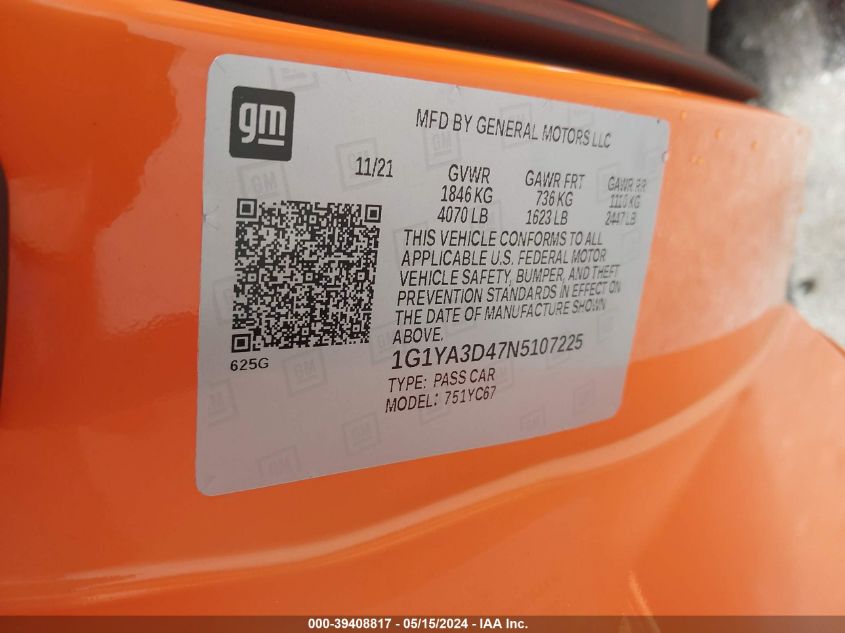 gm
MFD BY GENERAL MOTORS LLC
11/21
GVWR
1846 KG
4070 LB
GAWR FRT
736 KG
1623 LB
GAWR RR
1110 KG
2447 LB
THIS VEHICLE CONFORMS TO ALL
APPLICABLE U.S. FEDERAL MOTOR
VEHICLE SAFETY, BUMPER, AND THEFT
PREVENTION STANDARDS IN EFFECT ON
THE DATE OF MANUFACTURE SHOWN
ABOVE.
625G
1G1YA3D47N5107225
TYPE: PASS CAR
MODEL: 751YC67
000-39408817 - 05/15/2024 - IAA Inc.